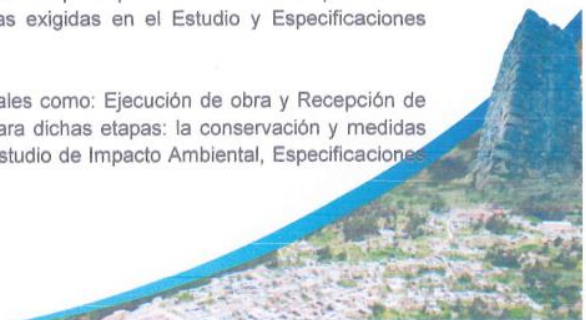 as exigidas en el Estudio y Especificaciones
ales como: Ejecución de obra y Recepción de
ara dichas etapas: la conservación y medidas
studio de Impacto Ambiental, Especificaciones